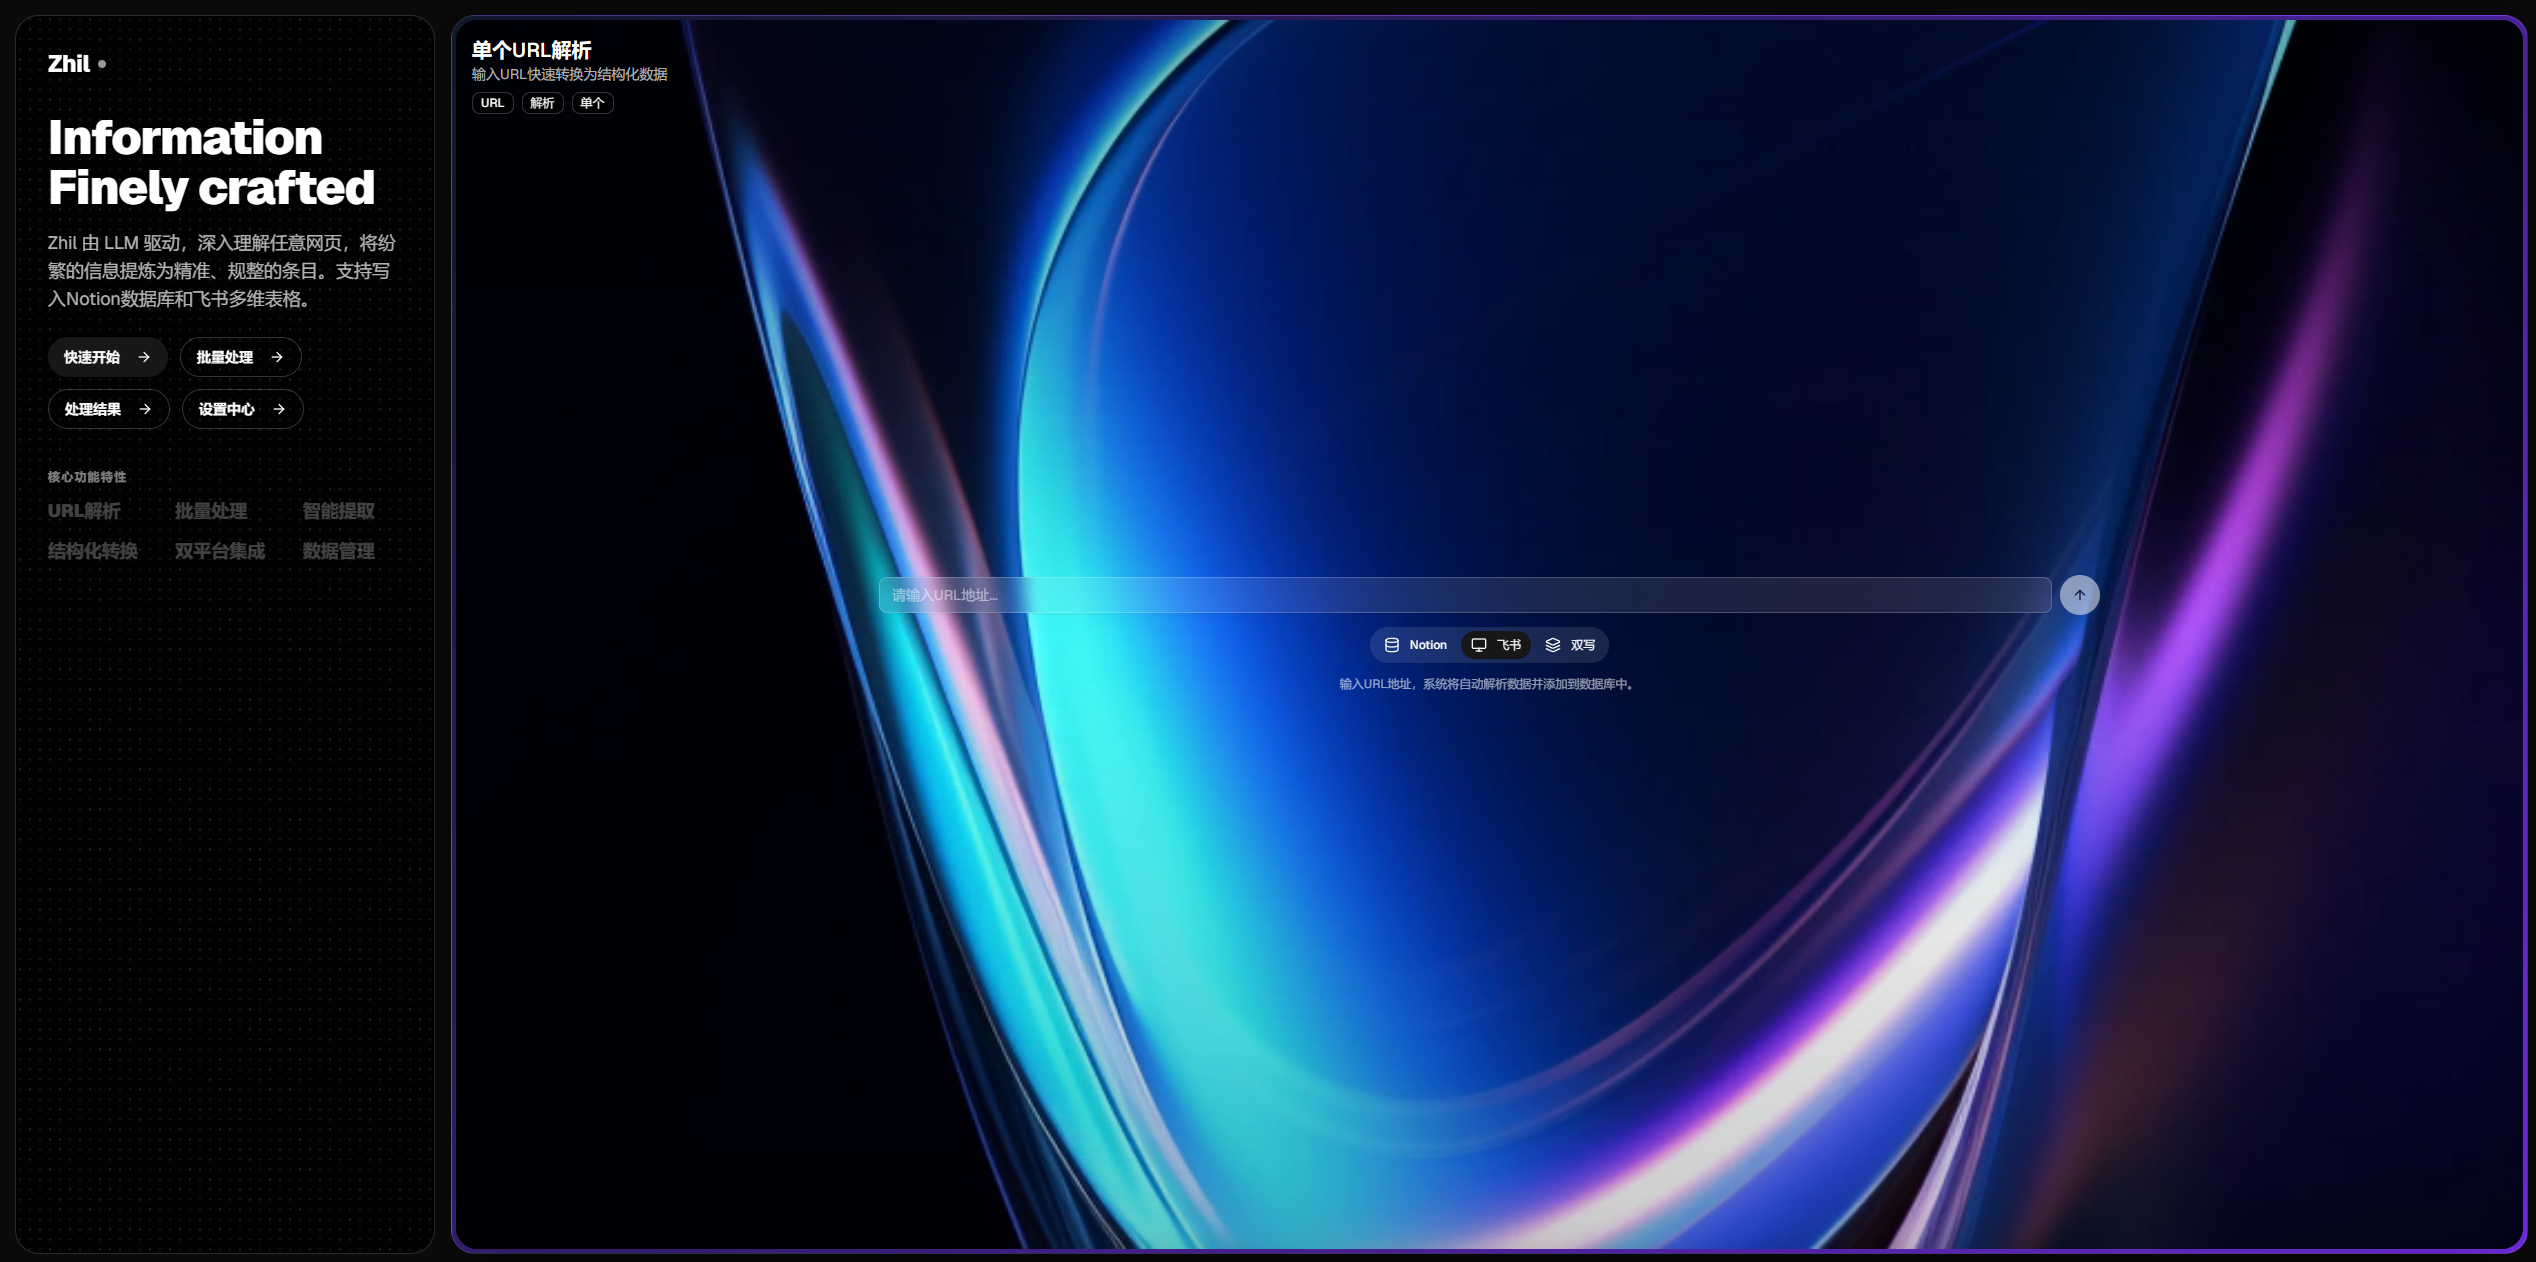 Zhil
Information
Finely crafted
Zhil 由 LLM 驱动，深入理解任意网页，将纷
繁的信息提炼为精准、规整的条目。支持写
入Notion数据库和飞书多维表格。
快速开始
批量处理
处理结果
设置中心
核心功能特性
URL解析 批量处理 智能提取
结构化转换 双平台集成 数据管理
单个URL解析
输入URL快速转换为结构化数据
URL 解析 单个
请输入URL地址...
Notion 飞书 双写
输入URL地址，系统将自动解析数据并添加到数据库中。